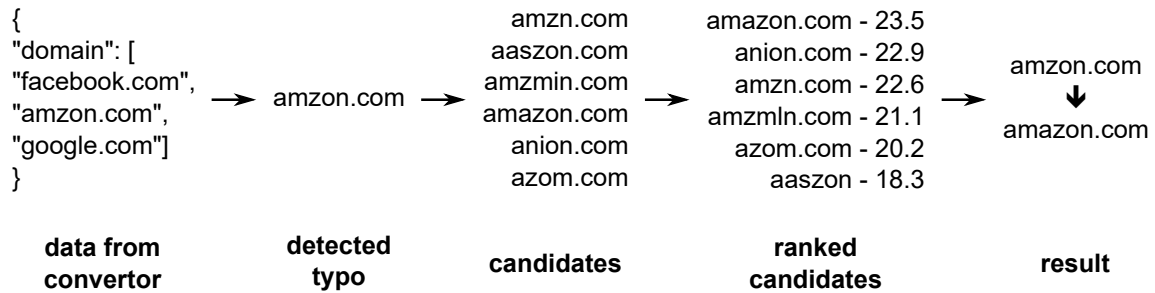 {
"domain": [
"facebook.com",
"amzon.com",
"google.com"]
}
amzon.com
amzn.com
aaszon.com
amzmin.com
amazon.com
anion.com
azom.com
amazon.com - 23.5
anion.com - 22.9
amzn.com - 22.6
amzmln.com - 21.1
azom.com - 20.2
aaszon - 18.3
amzon.com
amazon.com
data from
convertor
detected
typo
candidates
ranked
candidates
result